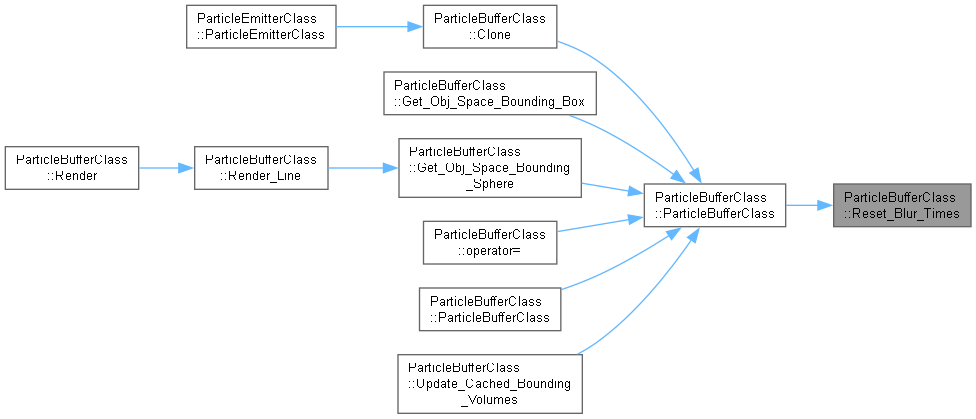 ParticleEmitterClass
::ParticleEmitterClass
ParticleBufferClass
::Clone
ParticleBufferClass
::Get_Obj_Space_Bounding_Box
ParticleBufferClass
::Render
ParticleBufferClass
::Render_Line
ParticleBufferClass
::Get_Obj_Space_Bounding
_Sphere
ParticleBufferClass
::ParticleBufferClass
ParticleBufferClass
::Reset_Blur_Times
ParticleBufferClass
::operator=
ParticleBufferClass
::ParticleBufferClass
ParticleBufferClass
::Update_Cached_Bounding
_Volumes